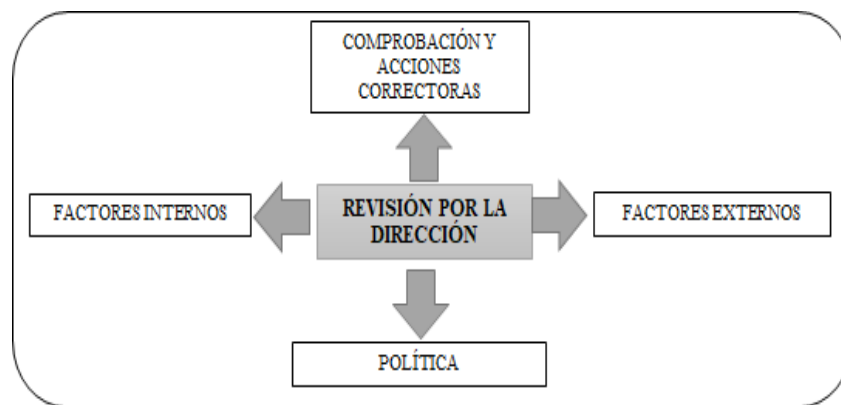 COMPROBACIÓN Y
ACCIONES
CORRECTORAS
FACTORES INTERNOS
REVISIÓN POR LA
DIRECCIÓN
FACTORES EXTERNOS
POLÍTICA